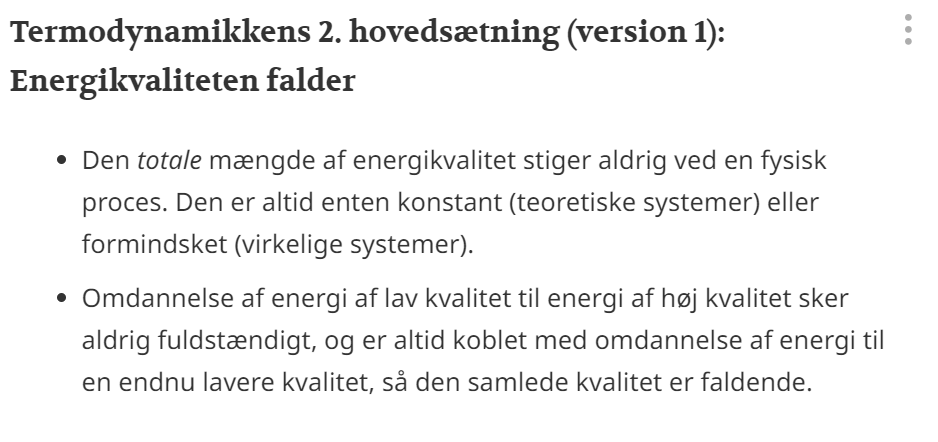 Termodynamikkens 2. hovedsætning (version 1):
Energikvaliteten falder
• Den totale mængde af energikvalitet stiger aldrig ved en fysisk
proces. Den er altid enten konstant (teoretiske systemer) eller
formindsket (virkelige systemer).
• Omdannelse af energi af lav kvalitet til energi af høj kvalitet sker
aldrig fuldstændigt, og er altid koblet med omdannelse af energi til
en endnu lavere kvalitet, så den samlede kvalitet er faldende.